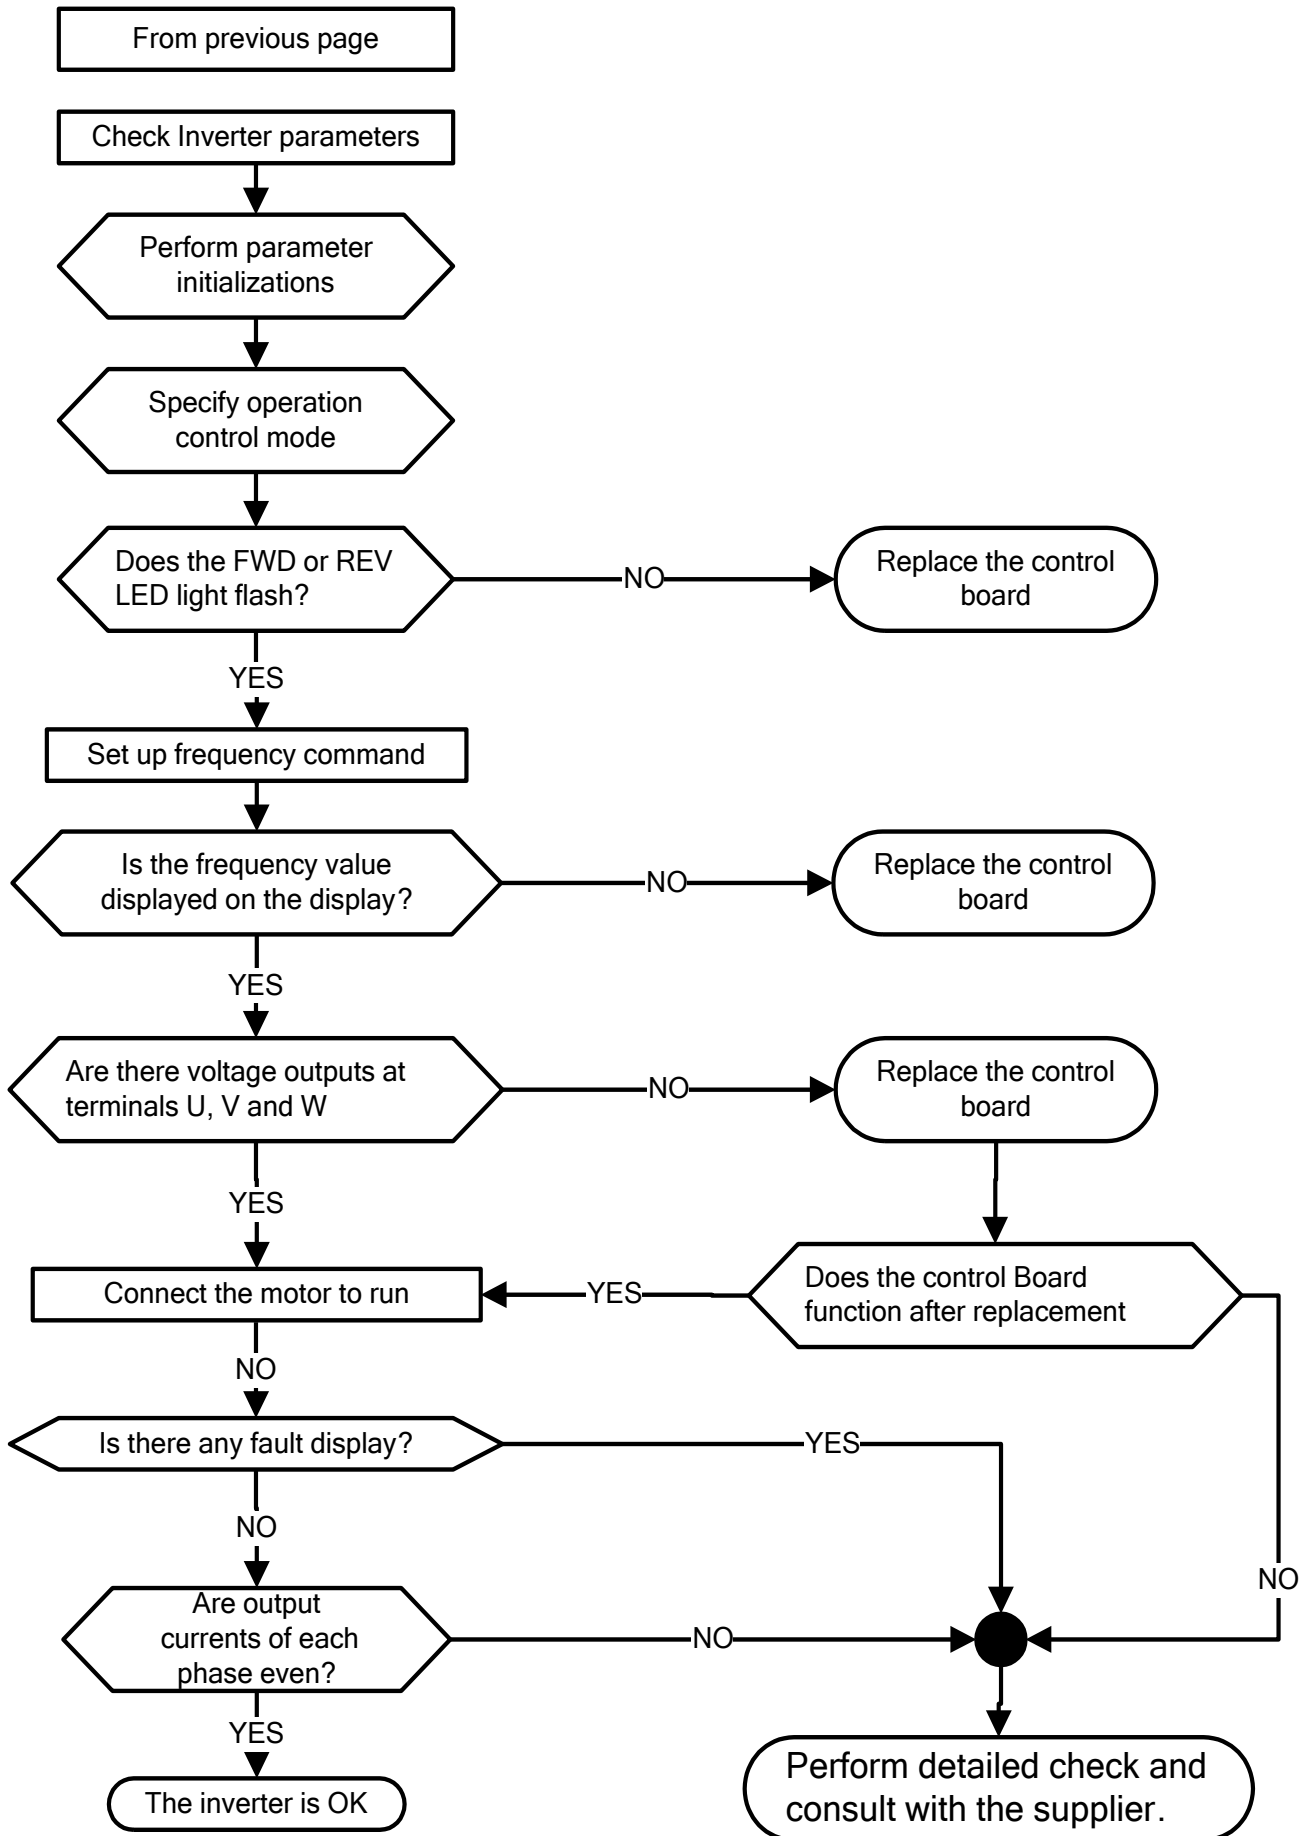 From previous page
Check Inverter parameters
Perform parameter
initializations
Specify operation
control mode
Does the FWD or REV
LED light flash?
NO
Replace the control
board
YES
Set up frequency command
Is the frequency value
displayed on the display?
NO
Replace the control
board
YES
Are there voltage outputs at
terminals U, V and W
NO
Replace the control
board
YES
Connect the motor to run
YES
Does the control Board
function after replacement
NO
Is there any fault display?
YES
NO
NO
Are output
currents of each
phase even?
NO
YES
The inverter is OK
Perform detailed check and
consult with the supplier.